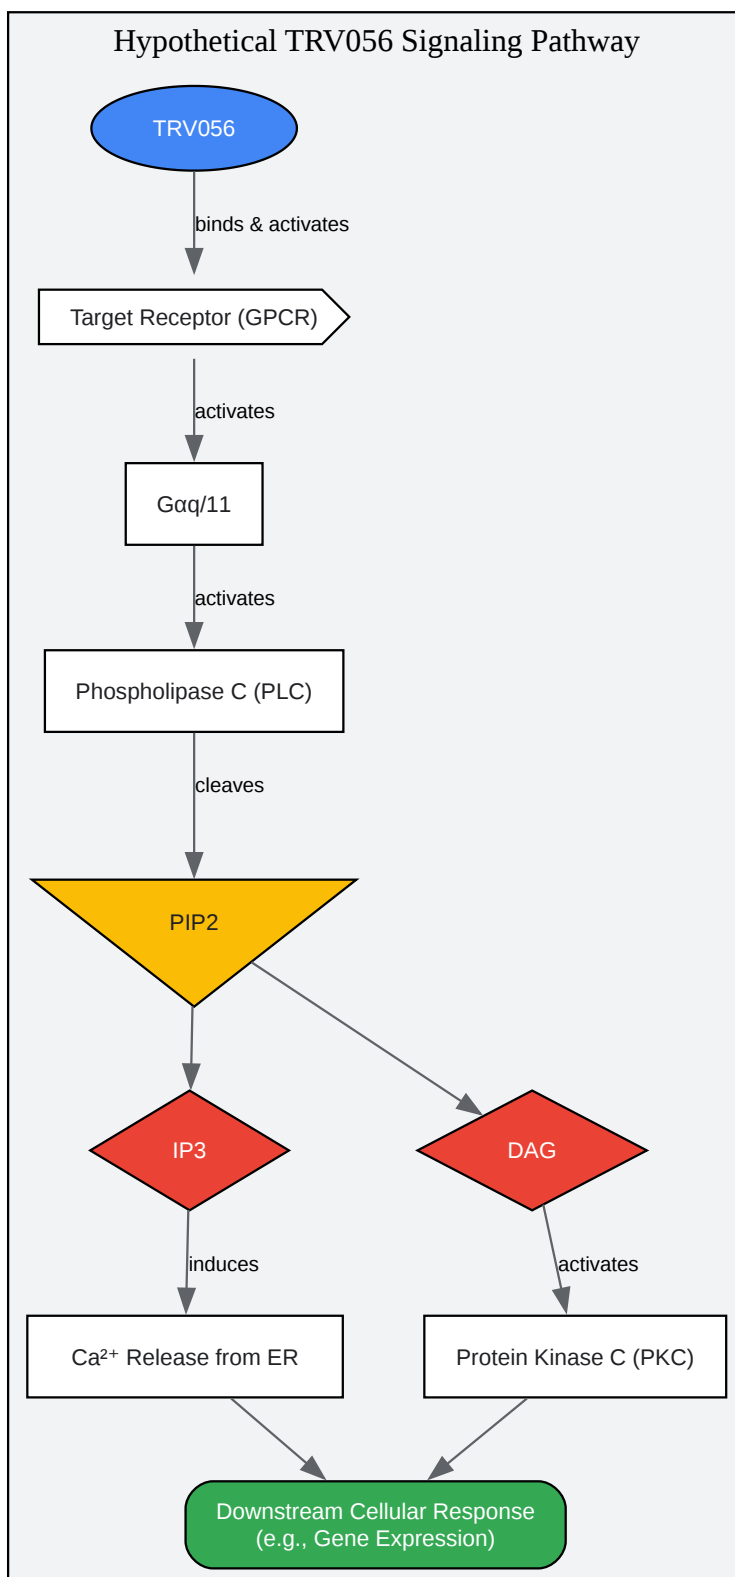 Hypothetical TRV056 Signaling Pathway
TRV056
binds & activates
Target Receptor (GPCR)
activates
Gαq/11
activates
Phospholipase C (PLC)
cleaves
PIP2
IP3
DAG
induces
activates
Ca²⁺ Release from ER
Protein Kinase C (PKC)
Downstream Cellular Response
(e.g., Gene Expression)